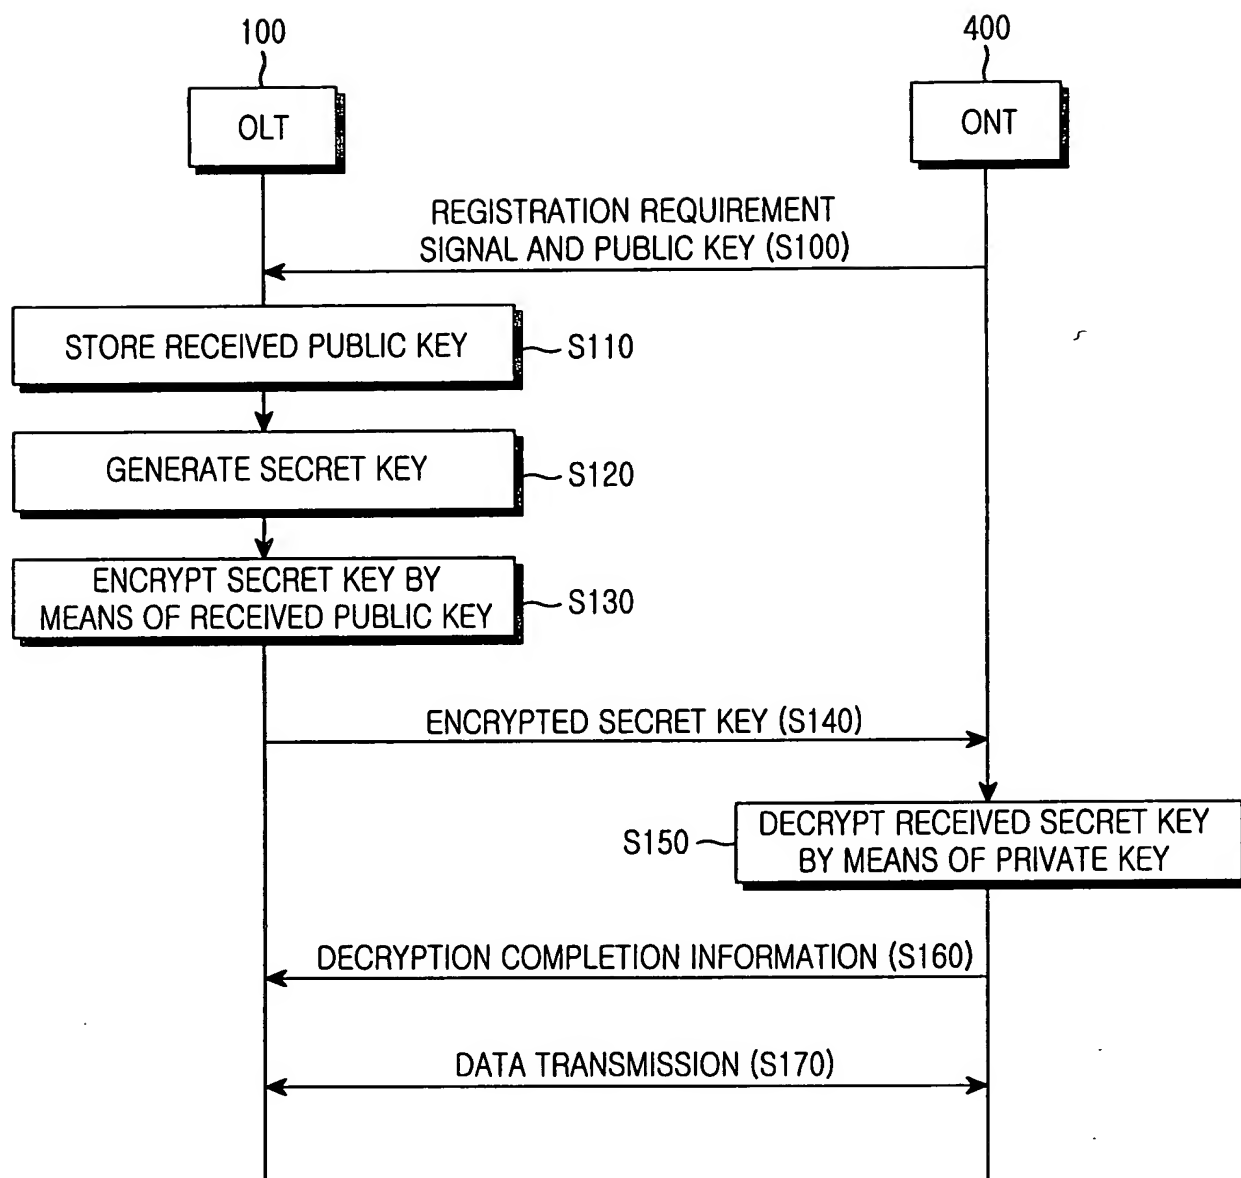 100
400
OLT
ONT
REGISTRATION REQUIREMENT
SIGNAL AND PUBLIC KEY (S100)
STORE RECEIVED PUBLIC KEY
S110
GENERATE SECRET KEY
S120
ENCRYPT SECRET KEY BY
MEANS OF RECEIVED PUBLIC KEY
S130
ENCRYPTED SECRET KEY (S140)
S150
DECRYPT RECEIVED SECRET KEY
BY MEANS OF PRIVATE KEY
DECRYPTION COMPLETION INFORMATION (S160)
DATA TRANSMISSION (S170)